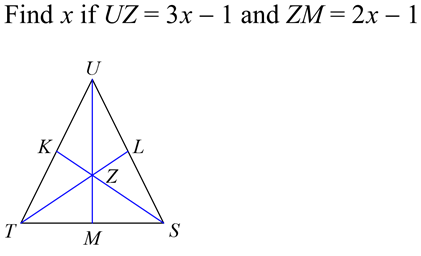 Find x if UZ = 3x − 1 and ZM = 2x − 1
U
K
L
Z
T
M
S